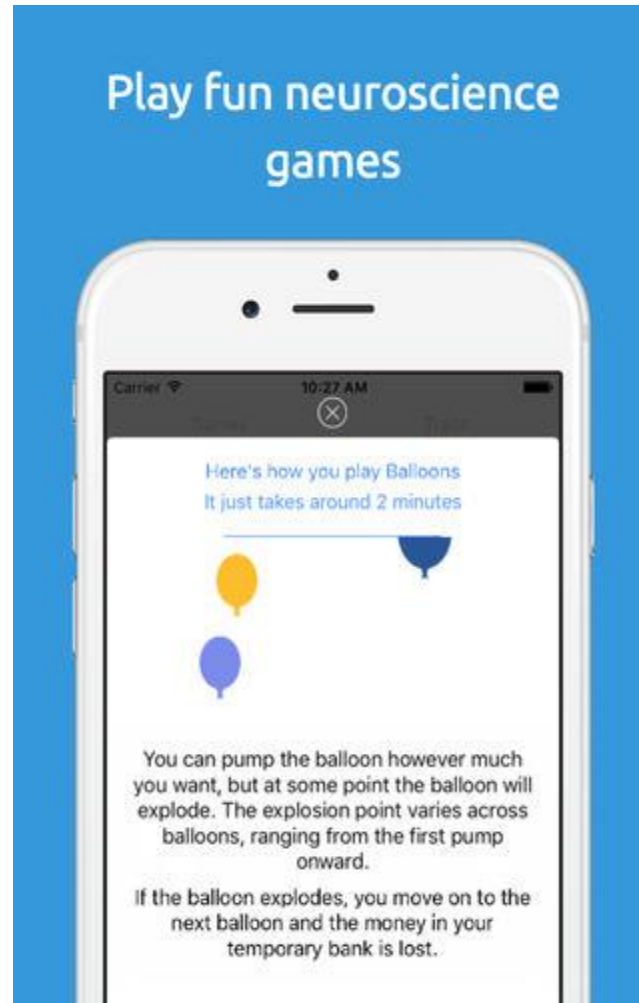 Play fun neuroscience
games
Carrier
10:27 AM
Here's how you play Balloons
It just takes around 2 minutes
You can pump the balloon however much
you want, but at some point the balloon will
explode. The explosion point varies across
balloons, ranging from the first pump
onward.
If the balloon explodes, you move on to the
next balloon and the money in your
temporary bank is lost.